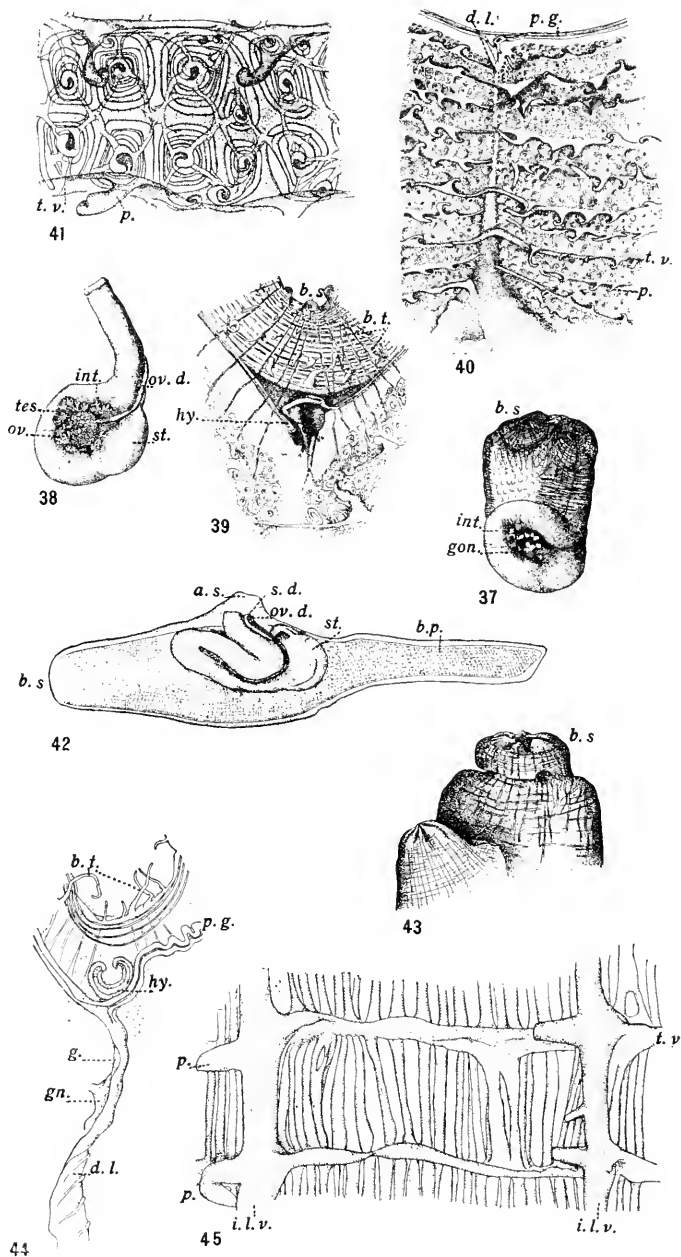 d. l.
p. g.
t. v.
p.
41
t. v.
p.
40
b. s
b. t.
hy.
39
int.
ov. d.
tes.
ov.
st.
38
b. s
int.
gon.
37
a. s.
s. d.
ov. d.
st.
b. p.
b. s
42
b. s
43
b. t.
p. g.
hy.
g.
gn.
d. l.
44
p.
t. v
p.
i. l. v.
i. l. v.
45